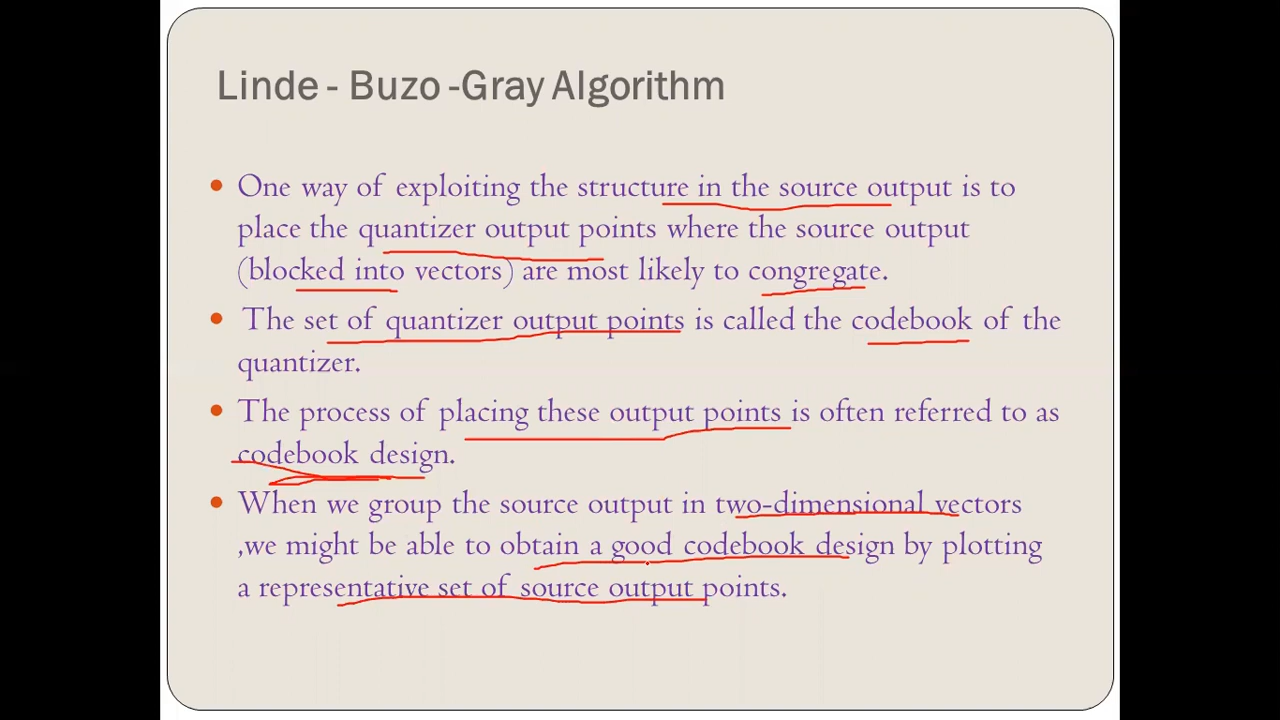 Linde - Buzo -Gray Algorithm
One way of exploiting the structure in the source output is to
place the quantizer output points where the source output
(blocked into vectors) are most likely to congregate.
The set of quantizer output points is called the codebook of the
quantizer.
The process of placing these output points is often referred to as
codebook design.
When we group the source output in two-dimensional vectors
,we might be able to obtain a good codebook design by plotting
a representative set of source output points.